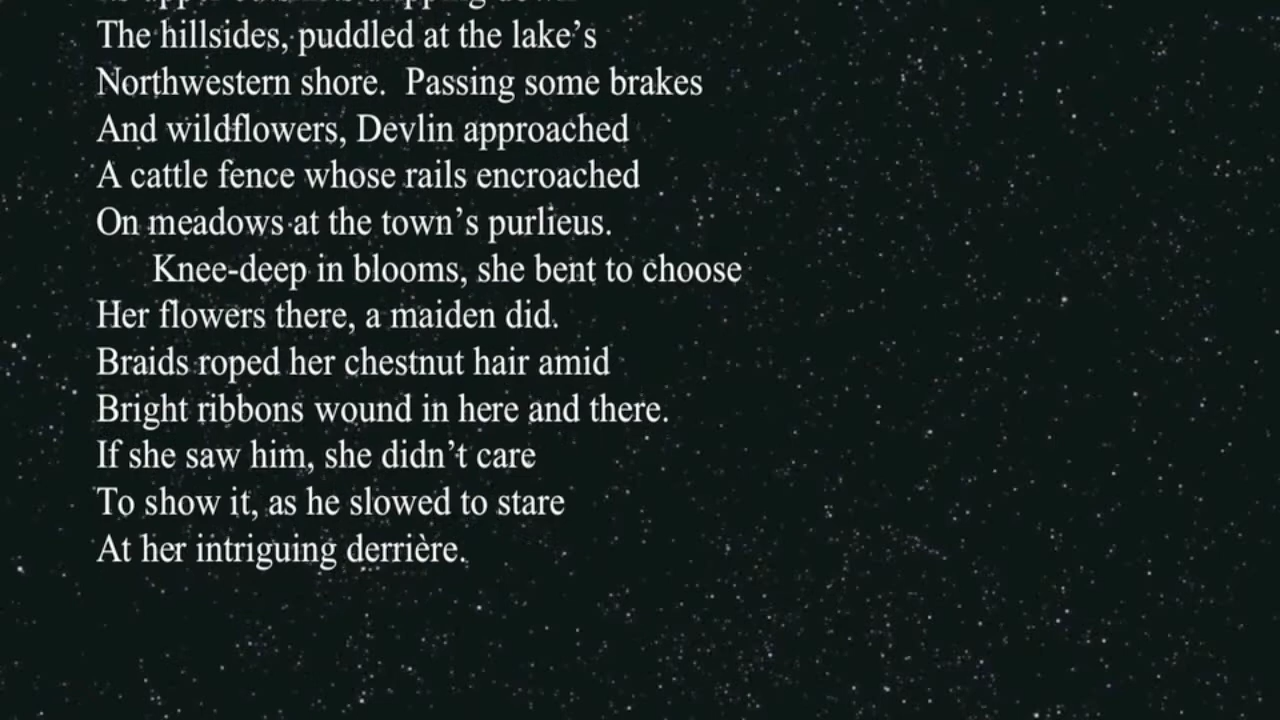 The hillsides, puddled at the lake’s
Northwestern shore.  Passing some brakes
And wildflowers, Devlin approached
A cattle fence whose rails encroached
On meadows at the town’s purlieus.
Knee-deep in blooms, she bent to choose
Her flowers there, a maiden did.
Braids roped her chestnut hair amid
Bright ribbons wound in here and there.
If she saw him, she didn’t care
To show it, as he slowed to stare
At her intriguing derrière.